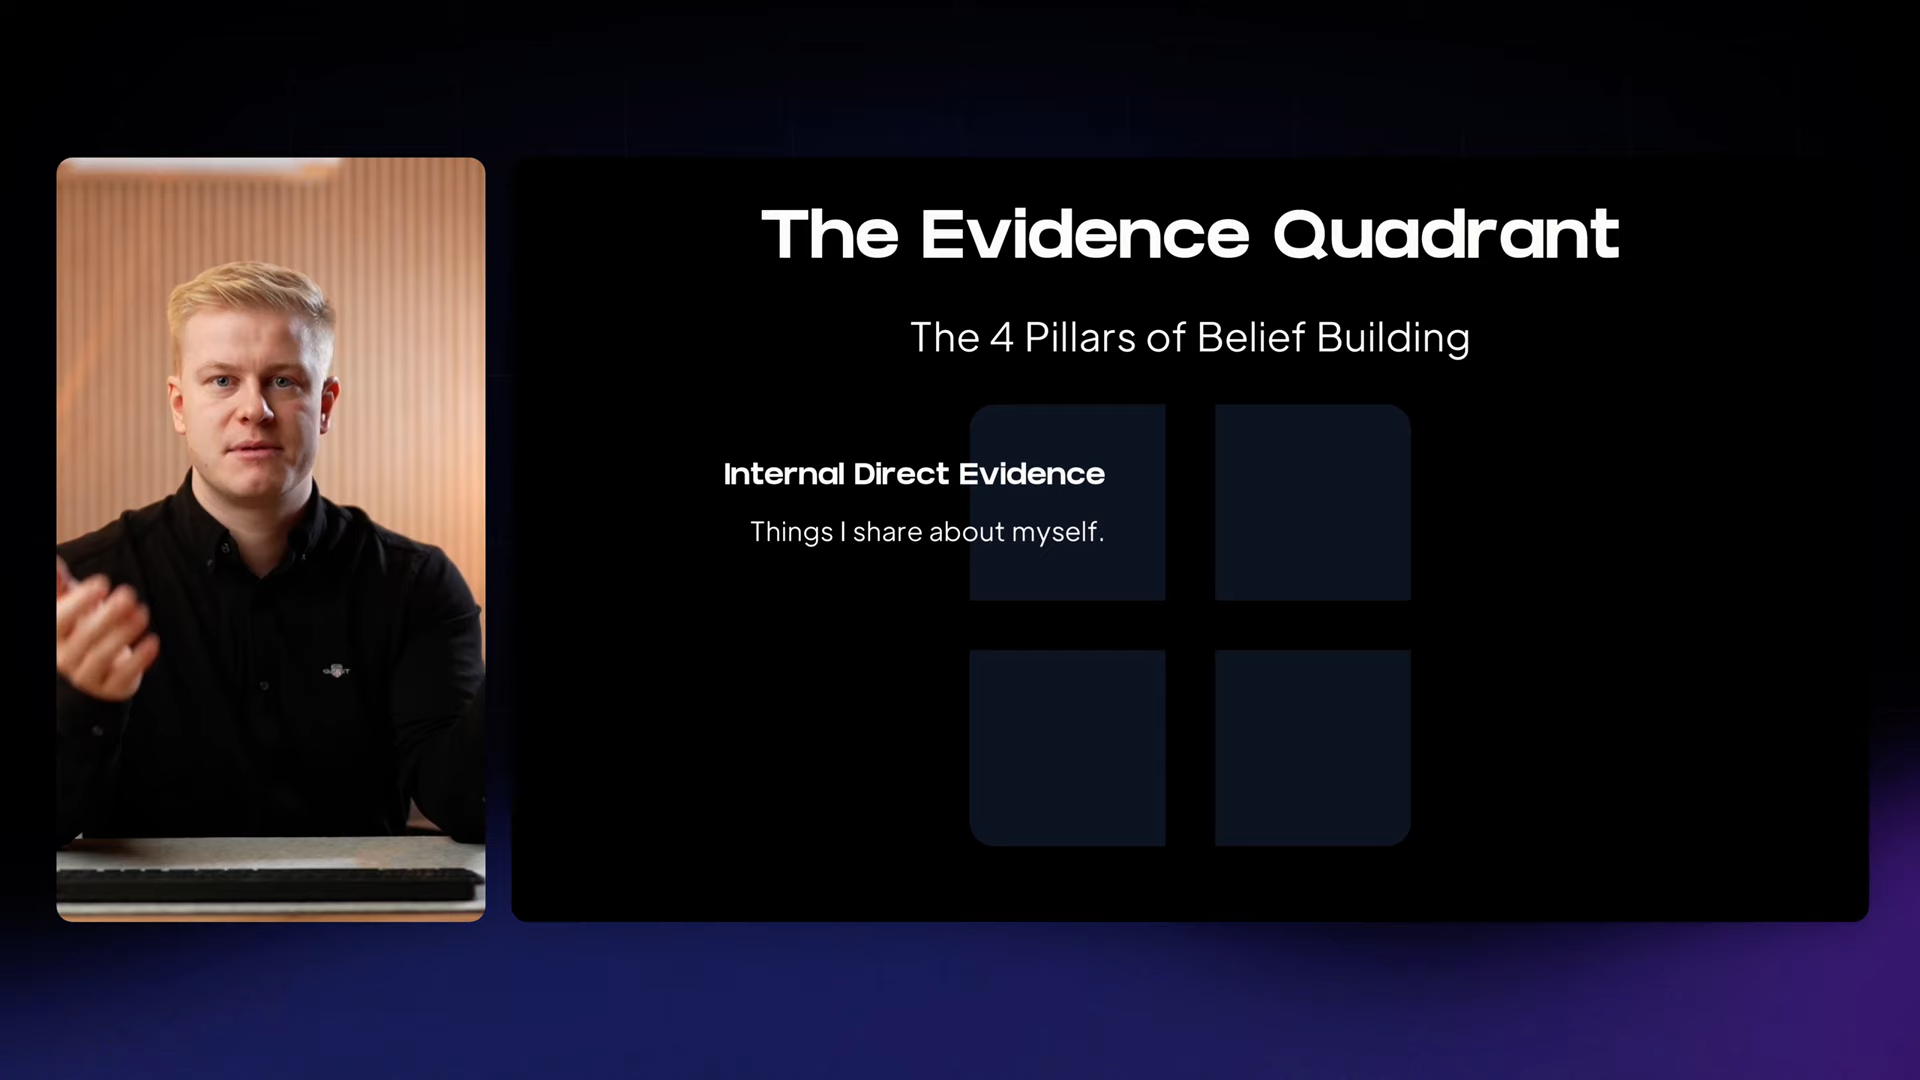 The Evidence Quadrant
The 4 Pillars of Belief Building
Internal Direct Evidence
Things I share about myself.